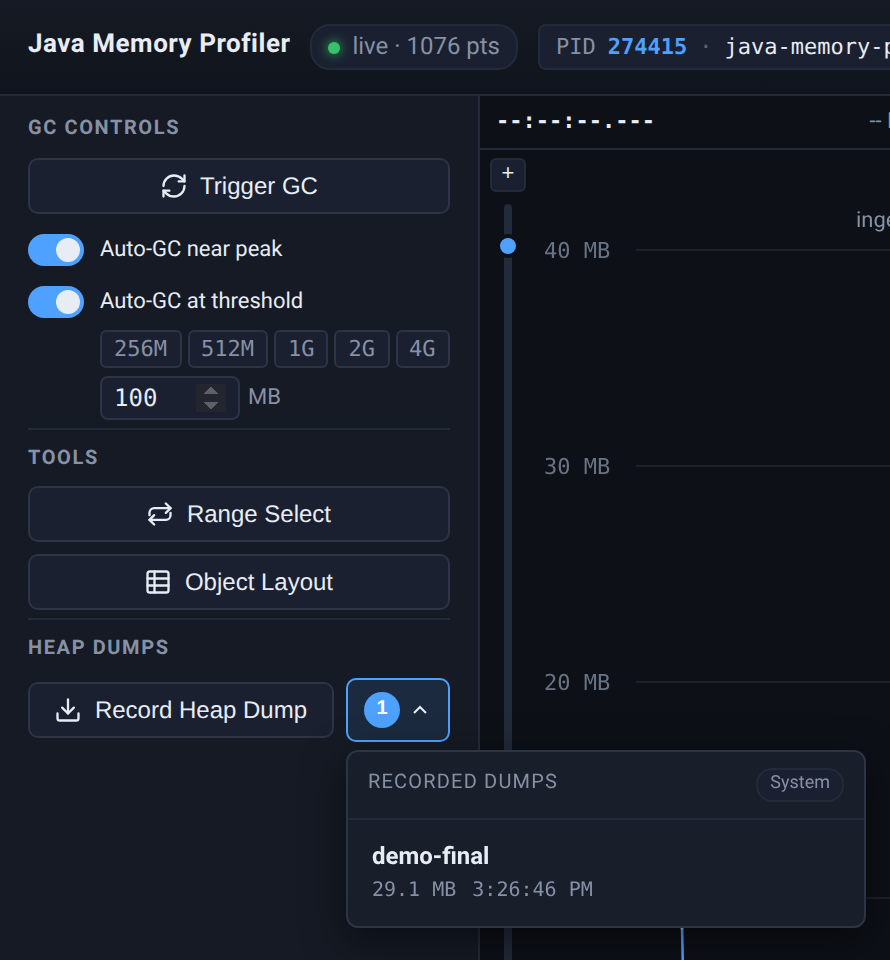 Java Memory Profiler
live · 1076 pts
PID 274415 · java-memory-p
GC CONTROLS
--:--:--.---
--
Trigger GC
+
Auto-GC near peak
inge
40 MB
Auto-GC at threshold
256M 512M 1G 2G 4G
100 MB
TOOLS
30 MB
Range Select
Object Layout
HEAP DUMPS
20 MB
Record Heap Dump
1
RECORDED DUMPS
System
demo-final
29.1 MB 3:26:46 PM